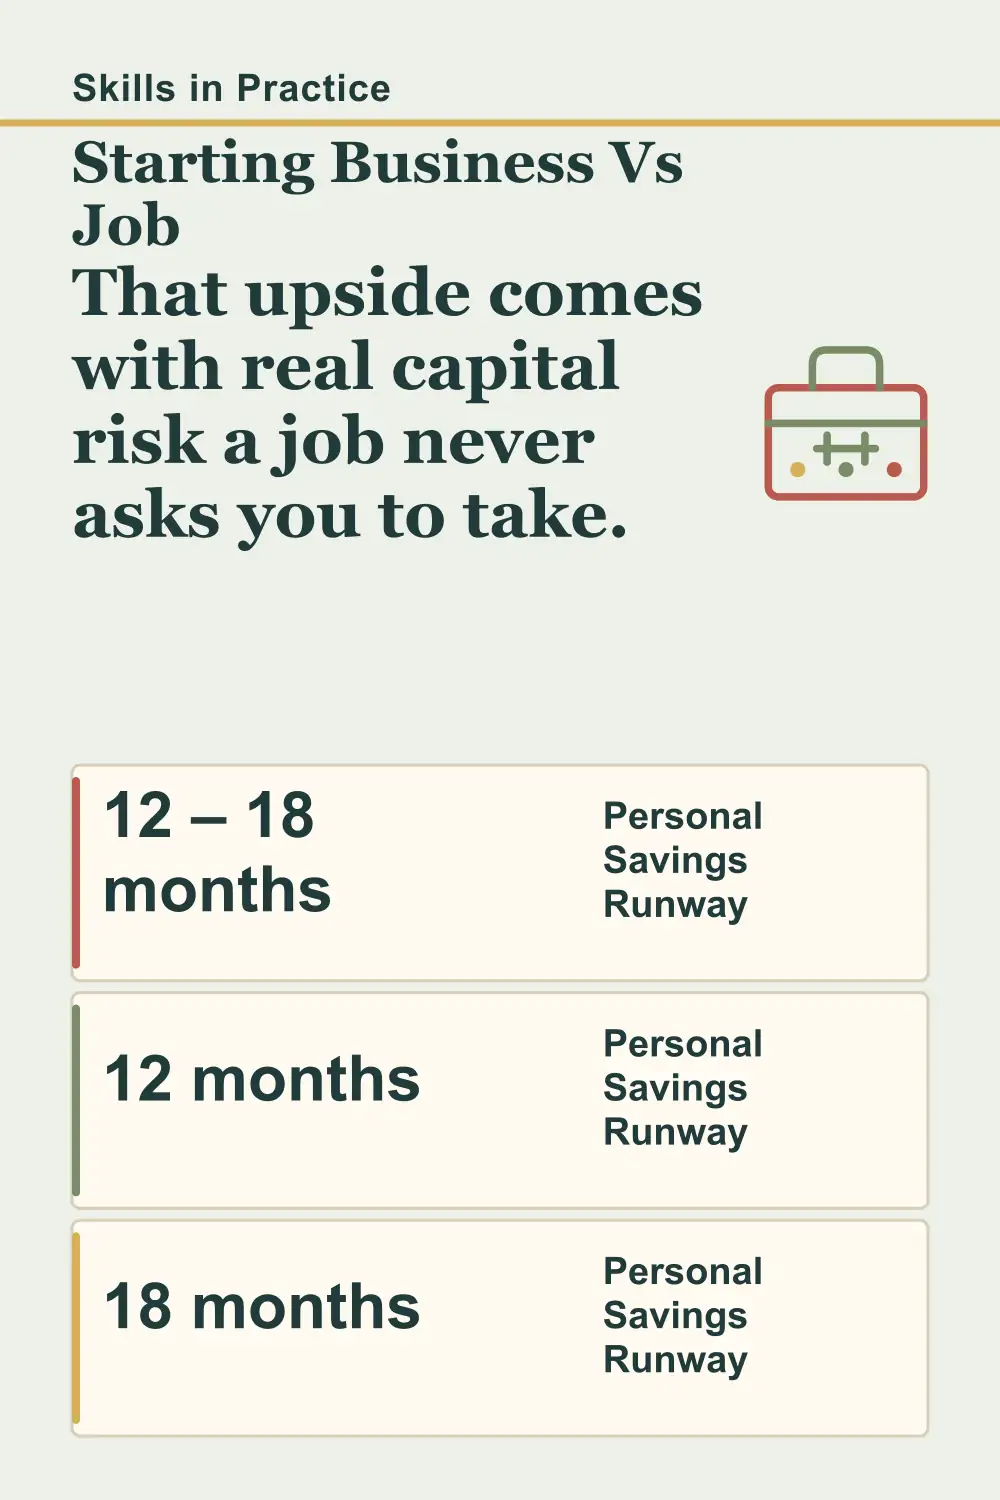 Skills in Practice
Starting Business Vs
Job
That upside comes
with real capital
risk a job never
asks you to take.
12 – 18
months
Personal
Savings
Runway
12 months
Personal
Savings
Runway
18 months
Personal
Savings
Runway